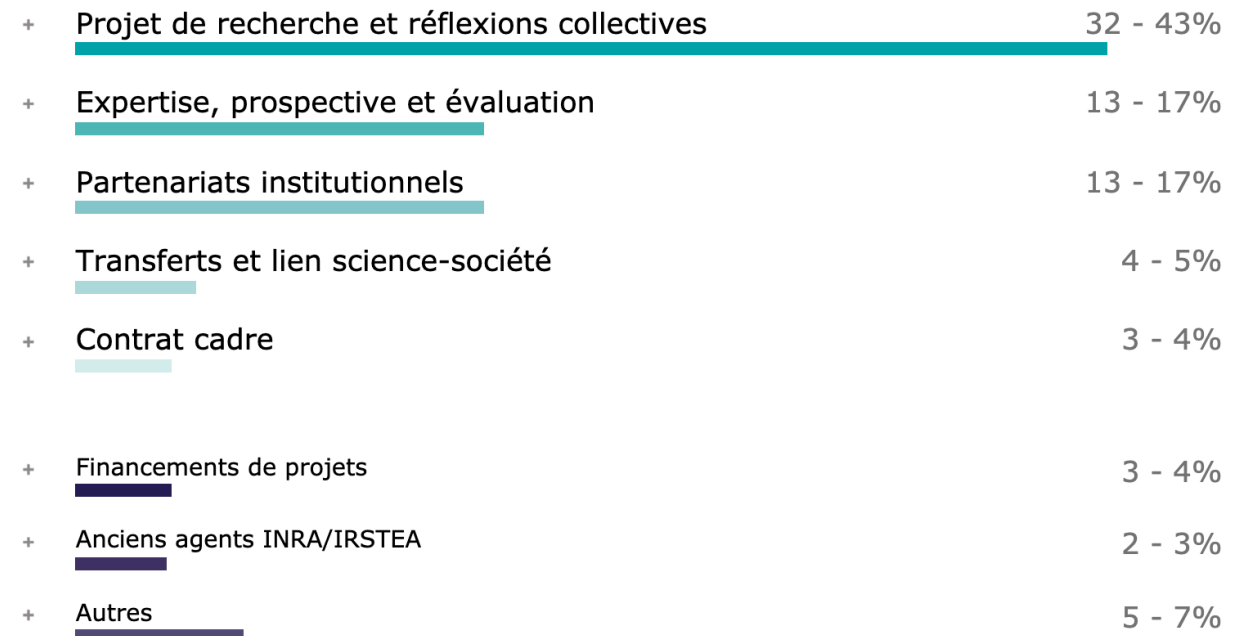 + Projet de recherche et réflexions collectives 32 - 43%
+ Expertise, prospective et évaluation 13 - 17%
+ Partenariats institutionnels 13 - 17%
+ Transferts et lien science-société 4 - 5%
+ Contrat cadre 3 - 4%
+ Financements de projets 3 - 4%
+ Anciens agents INRA/IRSTEA 2 - 3%
+ Autres 5 - 7%